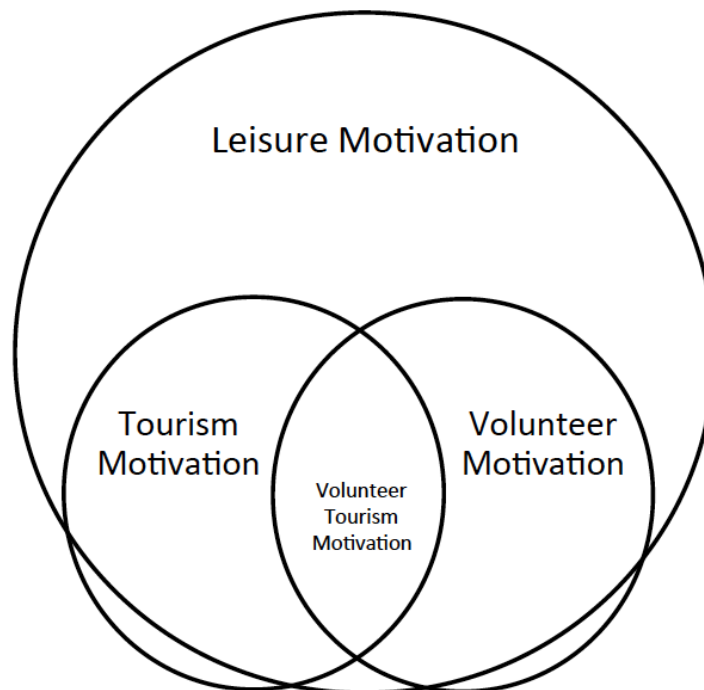 Leisure Motivation
Tourism
Motivation
Volunteer
Motivation
Volunteer
Tourism
Motivation